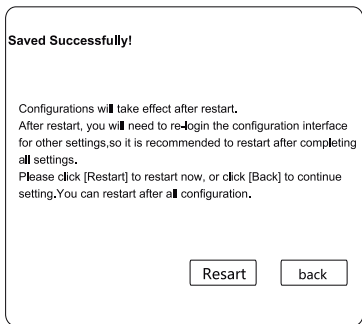 Saved Successfully!
Configurations will take effect after restart.
After restart, you will need to re-login the configuration interface
for other settings,so it is recommended to restart after completing
all settings.
Please click [Restart] to restart now, or click [Back] to continue
setting.You can restart after all configuration.
Resart
back